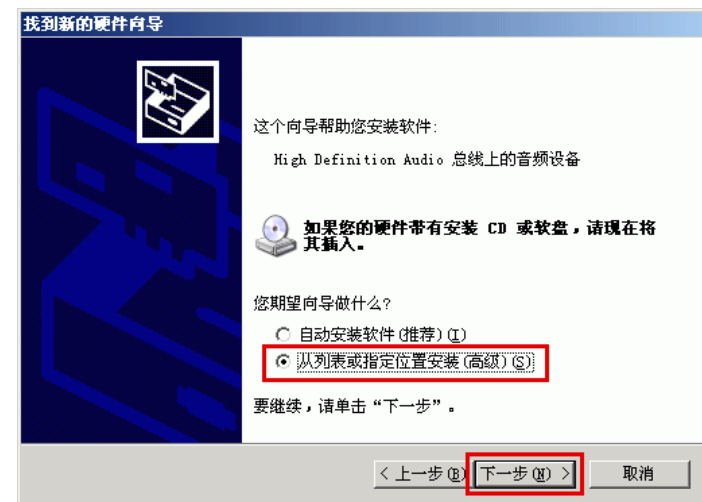 找到新的硬件向导
这个向导帮助您安装软件:
High Definition Audio 总线上的音频设备
如果您的硬件带有安装 CD 或软盘，请现在将
其插入。
您期望向导做什么?
自动安装软件(推荐)(I)
从列表或指定位置安装(高级)(S)
要继续，请单击“下一步”。
< 上一步(B) 下一步(N) > 取消